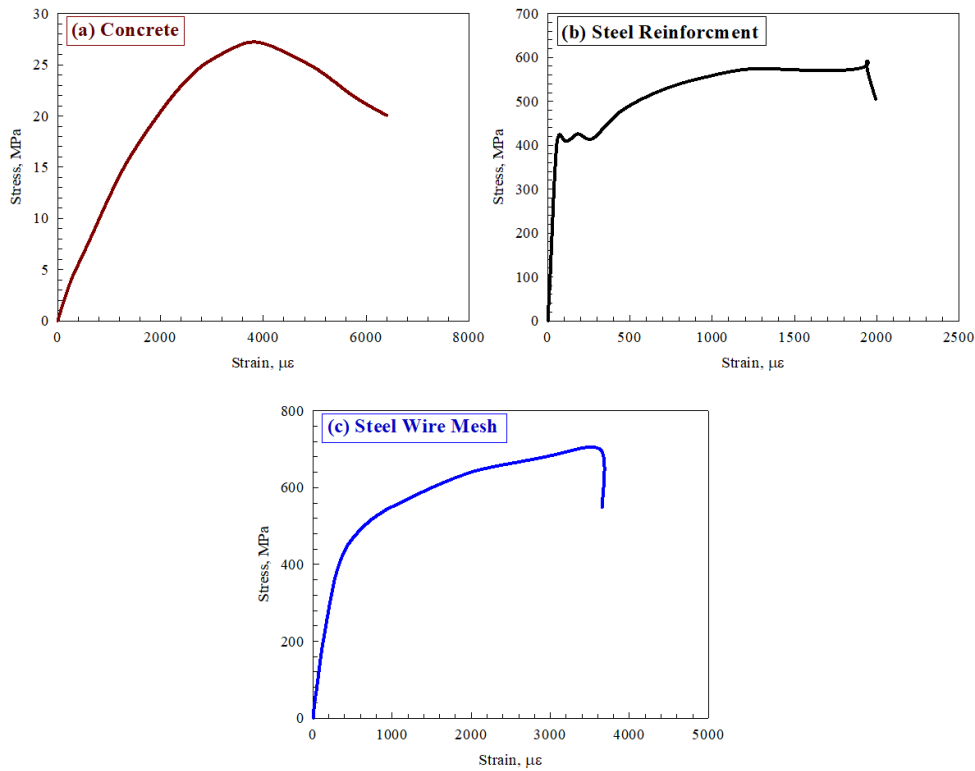 (a) Concrete
Stress, MPa
30
25
20
15
10
5
0
0 2000 4000 6000 8000
Strain, με
(b) Steel Reinforcment
Stress, MPa
700
600
500
400
300
200
100
0
0 500 1000 1500 2000 2500
Strain, με
(c) Steel Wire Mesh
Stress, MPa
800
600
400
200
0
0 1000 2000 3000 4000 5000
Strain, με